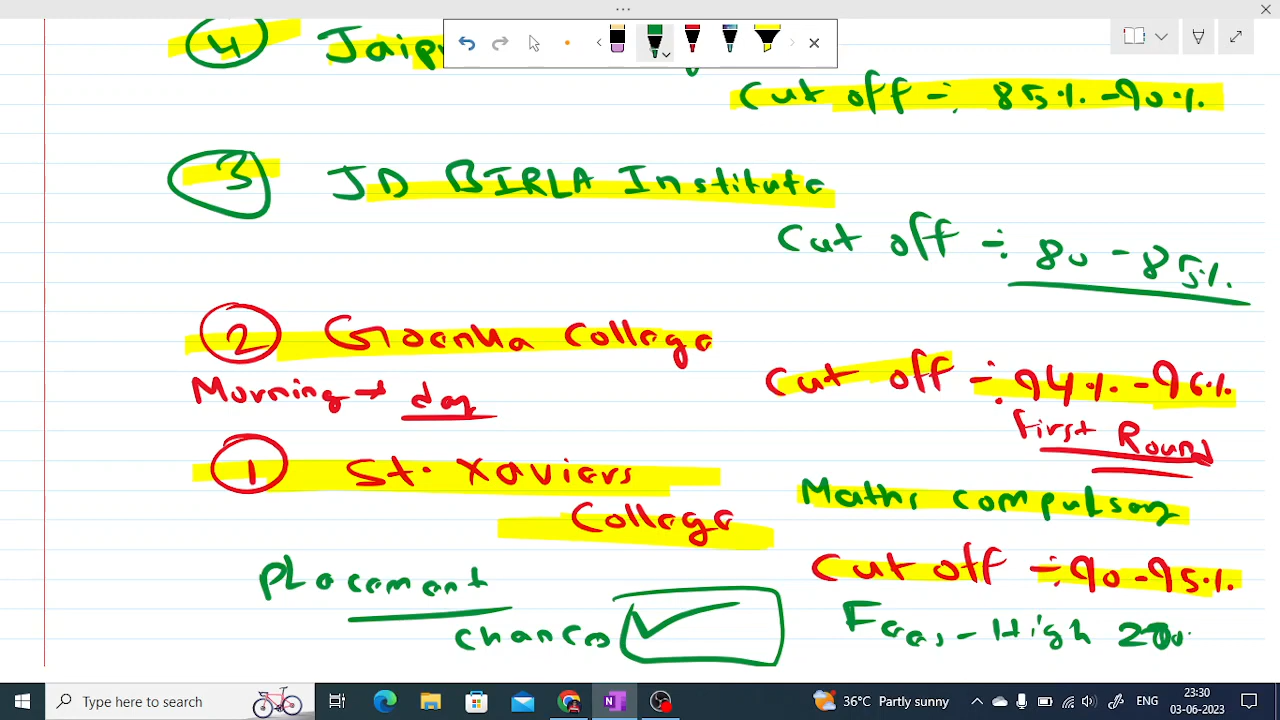 4 Jaip
Cut off ÷ 85% - 90%
3 JD BIRLA Institute
Cut off ÷ 80 - 85%
2 Goenka College
Morning → day
Cut off ÷ 94% - 96%
First Round
1 St. Xaviers
College
Maths compulsory
Cut off ÷ 90 - 95%
Placement
chances
Fees - High
Type here to search
36°C Partly sunny
ENG
23:30
03-06-2023